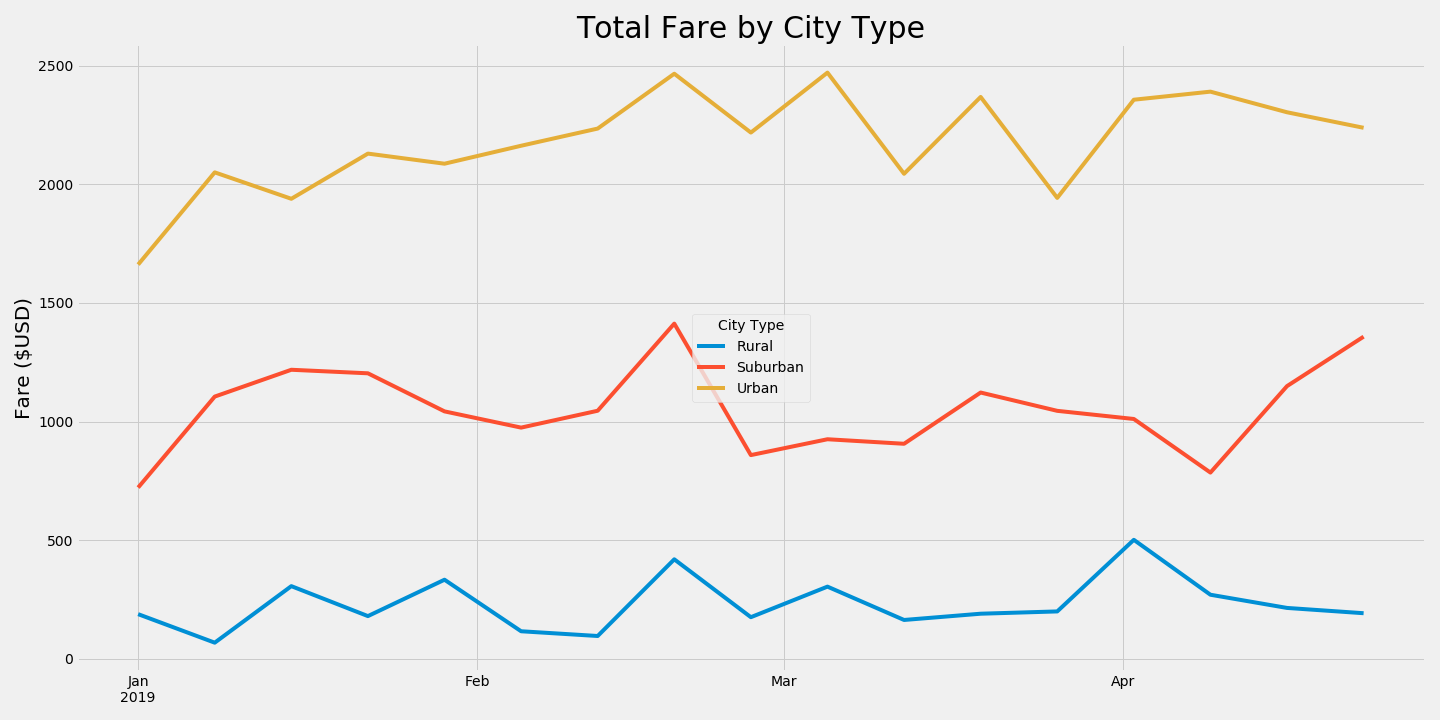 Total Fare by City Type
Fare ($USD)
2500
2000
1500
1000
500
0
City Type
Rural
Suburban
Urban
Jan
2019
Feb
Mar
Apr